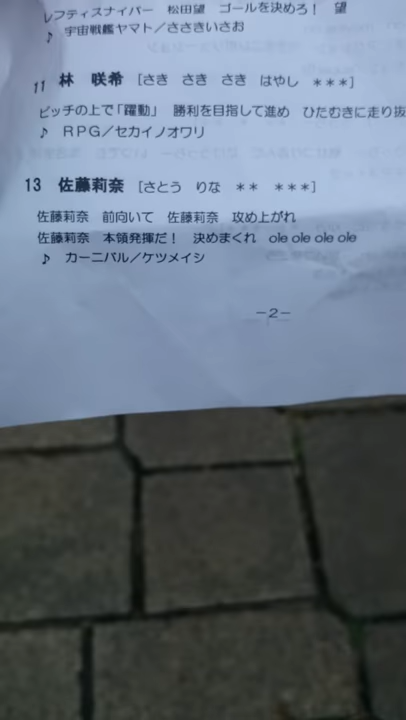 レフティスナイパー 松田望 ゴールを決めろ! 望
♪ 宇宙戦艦ヤマト/ささきいさお
11 林 咲希 [さき さき さき はやし ***]
ピッチの上で「躍動」 勝利を目指して進め ひたむきに走り抜
♪ RPG/セカイノオワリ
13 佐藤莉奈 [さとう りな ** ***]
佐藤莉奈 前向いて 佐藤莉奈 攻め上がれ
佐藤莉奈 本領発揮だ! 決めまくれ ole ole ole ole
♪ カーニバル/ケツメイシ
-2-